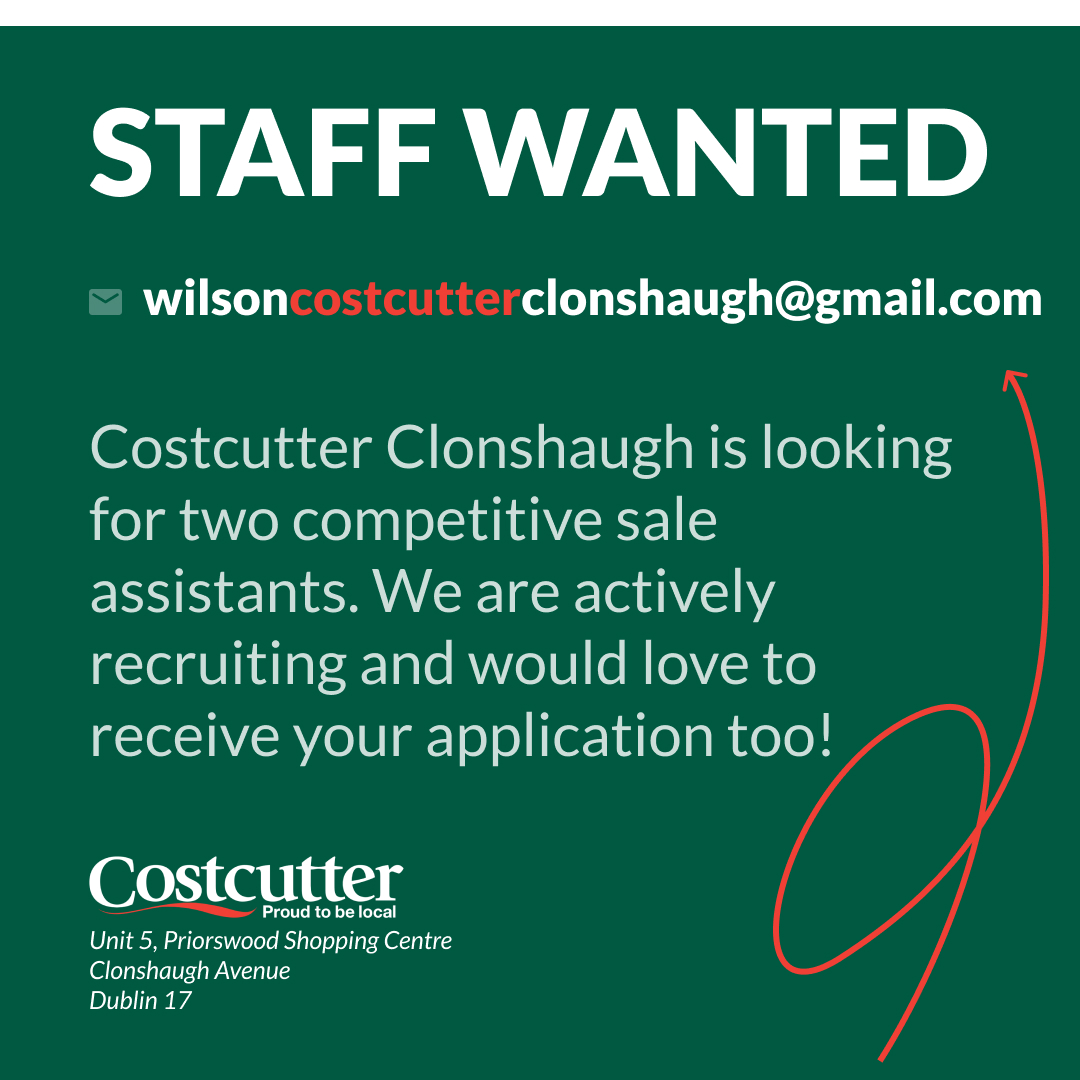 STAFF WANTED
wilsoncostcutterclonshaugh@gmail.com
Costcutter Clonshaugh is looking
for two competitive sale
assistants. We are actively
recruiting and would love to
receive your application too!
Costcutter
Proud to be local
Unit 5, Priorswood Shopping Centre
Clonshaugh Avenue
Dublin 17